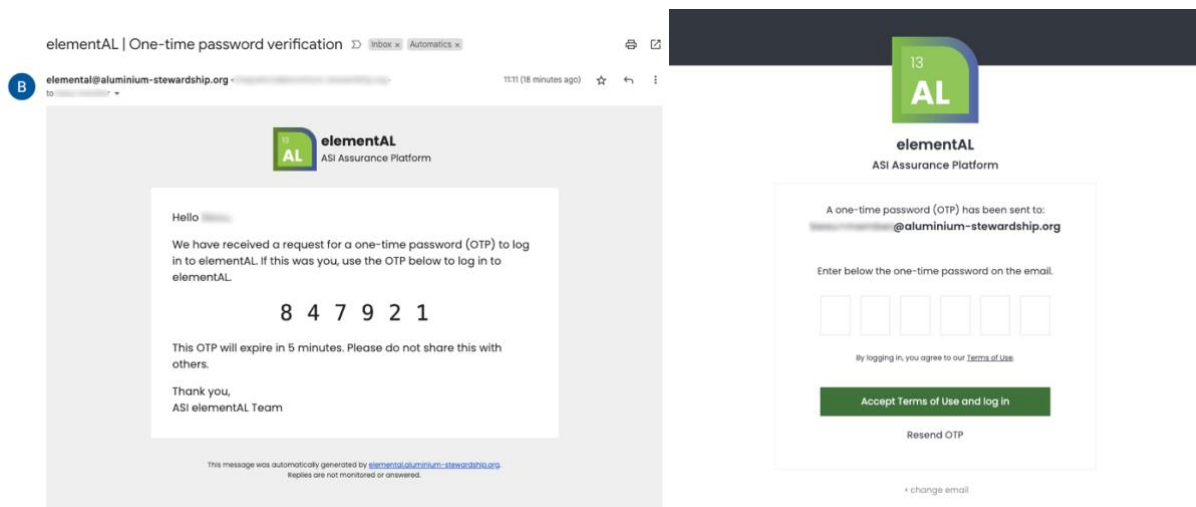 elementAL | One-time password verification
Inbox x
Automatics x
B
elemental@aluminium-stewardship.org
11:11 (18 minutes ago)
to
13
AL
elementAL
ASI Assurance Platform
Hello
We have received a request for a one-time password (OTP) to log
in to elementAL. If this was you, use the OTP below to log in to
elementAL.
8 4 7 9 2 1
This OTP will expire in 5 minutes. Please do not share this with
others.
Thank you,
ASI elementAL Team
This message was automatically generated by elemental.aluminium-stewardship.org.
Replies are not monitored or answered.
13
AL
elementAL
ASI Assurance Platform
A one-time password (OTP) has been sent to:
@aluminium-stewardship.org
Enter below the one-time password on the email.
By logging in, you agree to our Terms of Use.
Accept Terms of Use and log in
Resend OTP
< change email